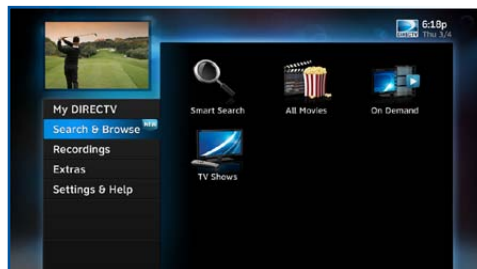 DIRECTV
6:18p
Thu 3/4
My DIRECTV
Search & Browse NEW
Recordings
Extras
Settings & Help
Smart Search
All Movies
On Demand
TV Shows